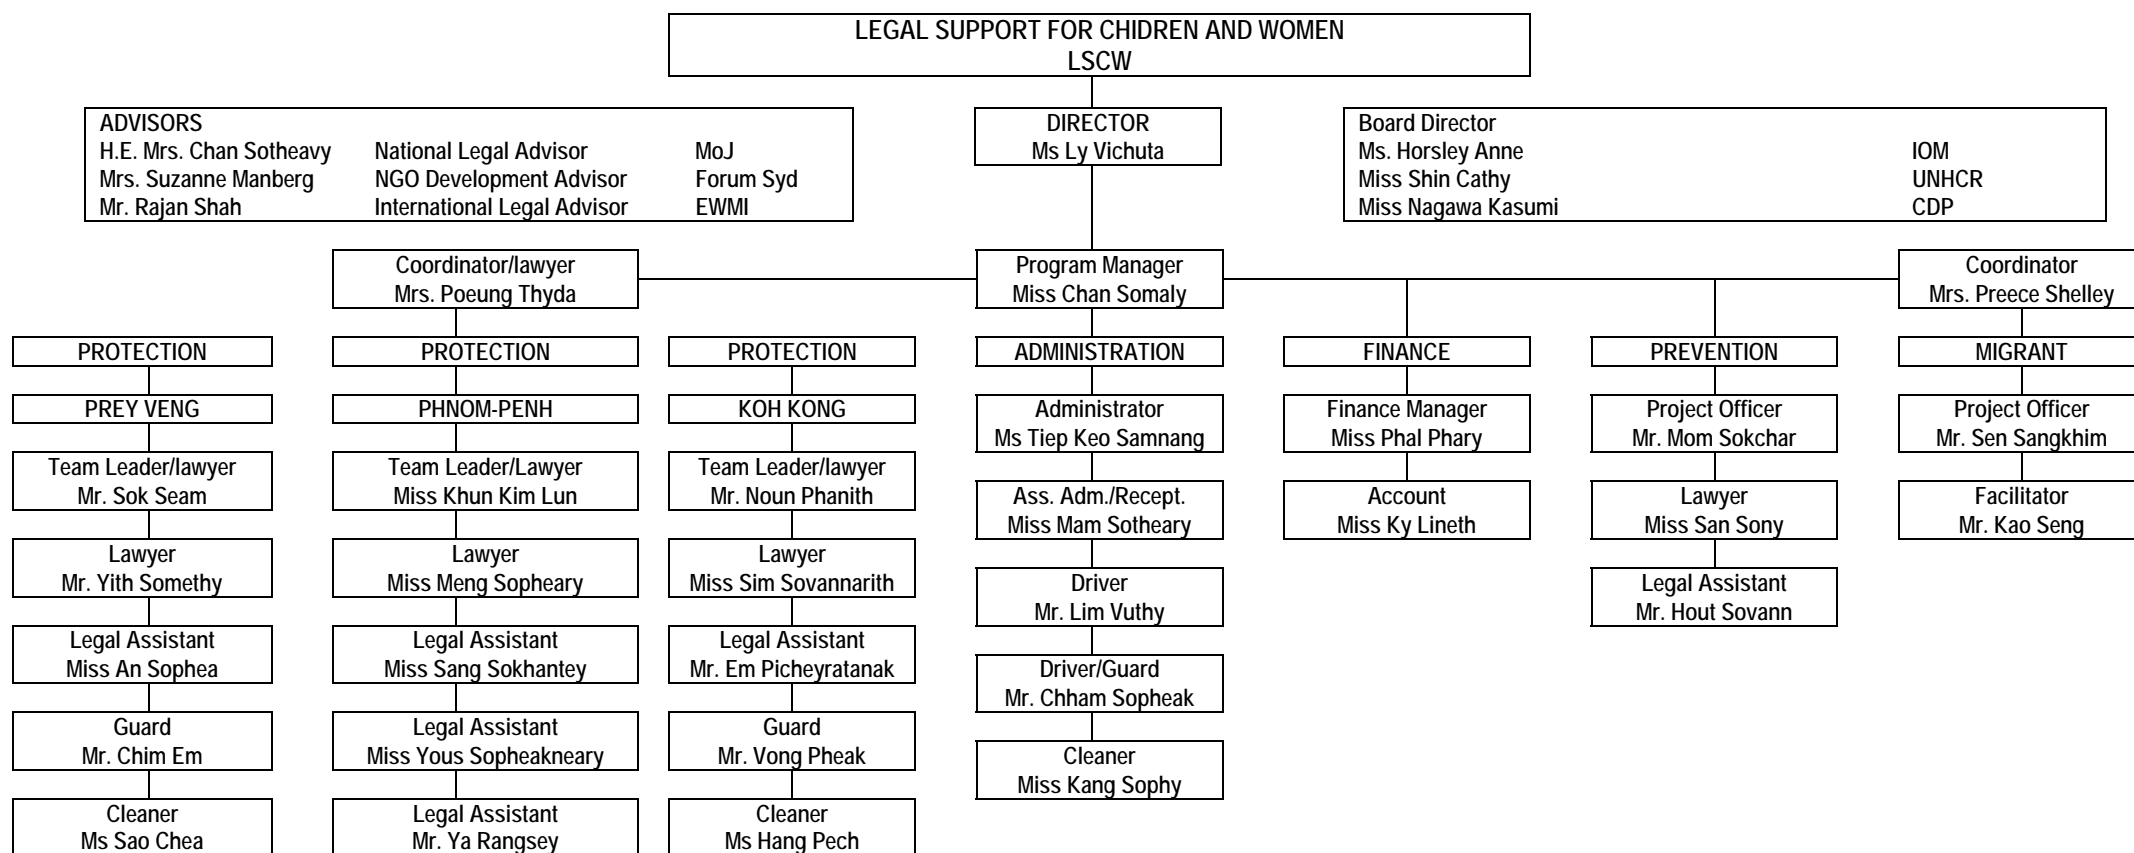 LEGAL SUPPORT FOR CHIDREN AND WOMEN
LSCW
ADVISORS
H.E. Mrs. Chan Sotheavy National Legal Advisor MoJ
Mrs. Suzanne Manberg NGO Development Advisor Forum Syd
Mr. Rajan Shah International Legal Advisor EWMI
DIRECTOR
Ms Ly Vichuta
Board Director
Ms. Horsley Anne IOM
Miss Shin Cathy UNHCR
Miss Nagawa Kasumi CDP
Coordinator/lawyer
Mrs. Poeung Thyda
Program Manager
Miss Chan Somaly
Coordinator
Mrs. Preece Shelley
PROTECTION
PREY VENG
Team Leader/lawyer
Mr. Sok Seam
Lawyer
Mr. Yith Somethy
Legal Assistant
Miss An Sophea
Guard
Mr. Chim Em
Cleaner
Ms Sao Chea
PROTECTION
PHNOM-PENH
Team Leader/Lawyer
Miss Khun Kim Lun
Lawyer
Miss Meng Sopheary
Legal Assistant
Miss Sang Sokhantey
Legal Assistant
Miss Yous Sopheakneary
Legal Assistant
Mr. Ya Rangsey
PROTECTION
KOH KONG
Team Leader/lawyer
Mr. Noun Phanith
Lawyer
Miss Sim Sovannarith
Legal Assistant
Mr. Em Picheyratanak
Guard
Mr. Vong Pheak
Cleaner
Ms Hang Pech
ADMINISTRATION
Administrator
Ms Tiep Keo Samnang
Ass. Adm./Recept.
Miss Mam Sotheary
Driver
Mr. Lim Vuthy
Driver/Guard
Mr. Chham Sopheak
Cleaner
Miss Kang Sophy
FINANCE
Finance Manager
Miss Phal Phary
Account
Miss Ky Lineth
PREVENTION
Project Officer
Mr. Mom Sokchar
Lawyer
Miss San Sony
Legal Assistant
Mr. Hout Sovann
MIGRANT
Project Officer
Mr. Sen Sangkhim
Facilitator
Mr. Kao Seng